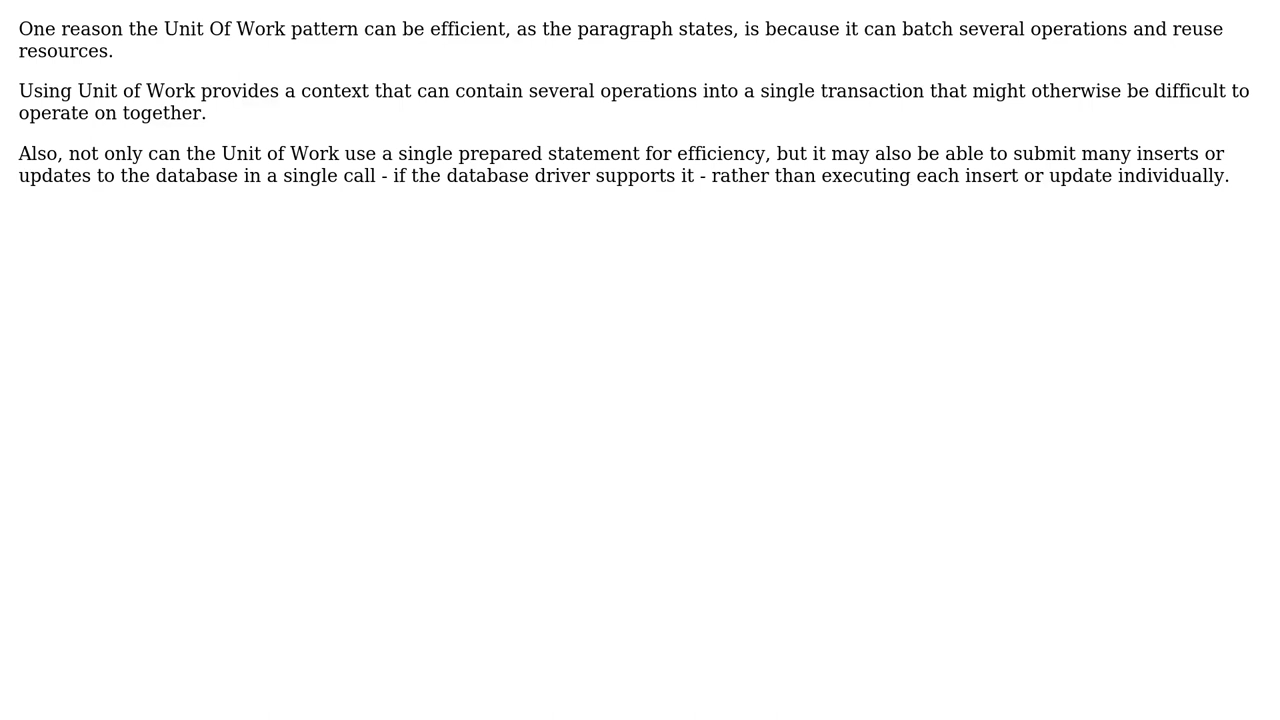 One reason the Unit Of Work pattern can be efficient, as the paragraph states, is because it can batch several operations and reuse
resources.
Using Unit of Work provides a context that can contain several operations into a single transaction that might otherwise be difficult to
operate on together.
Also, not only can the Unit of Work use a single prepared statement for efficiency, but it may also be able to submit many inserts or
updates to the database in a single call - if the database driver supports it - rather than executing each insert or update individually.